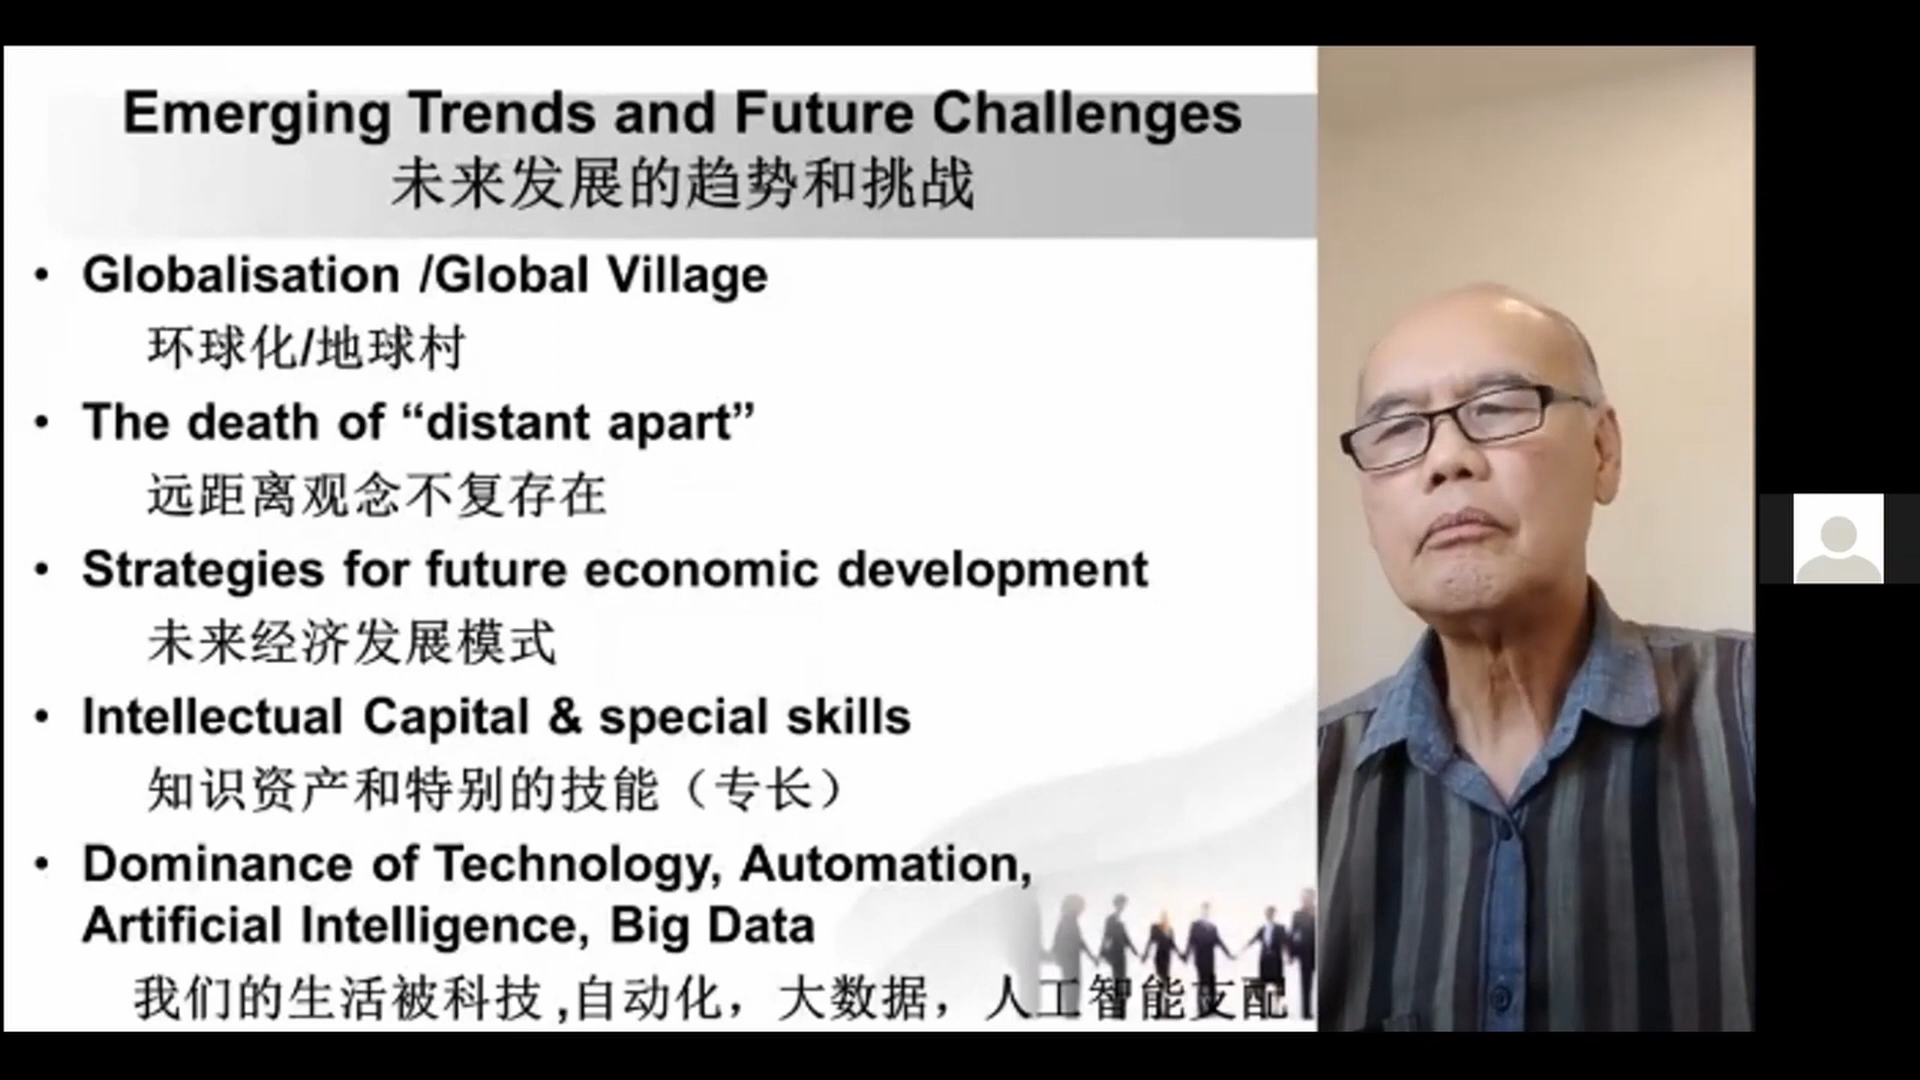 Emerging Trends and Future Challenges
未来发展的趋势和挑战
• Globalisation /Global Village
环球化/地球村
• The death of “distant apart”
远距离观念不复存在
• Strategies for future economic development
未来经济发展模式
• Intellectual Capital & special skills
知识资产和特别的技能（专长）
• Dominance of Technology, Automation,
Artificial Intelligence, Big Data
我们的生活被科技,自动化，大数据，人工智能支配